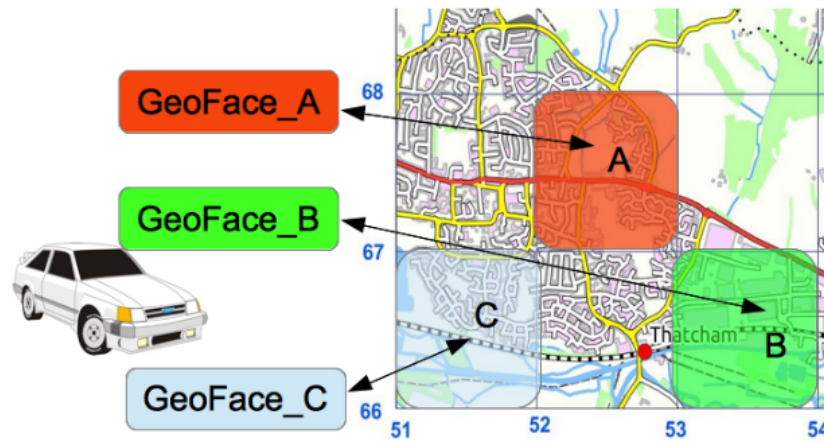 GeoFace_A
68
A
GeoFace_B
67
C
Thatcham
B
GeoFace_C
66
51
52
53
54